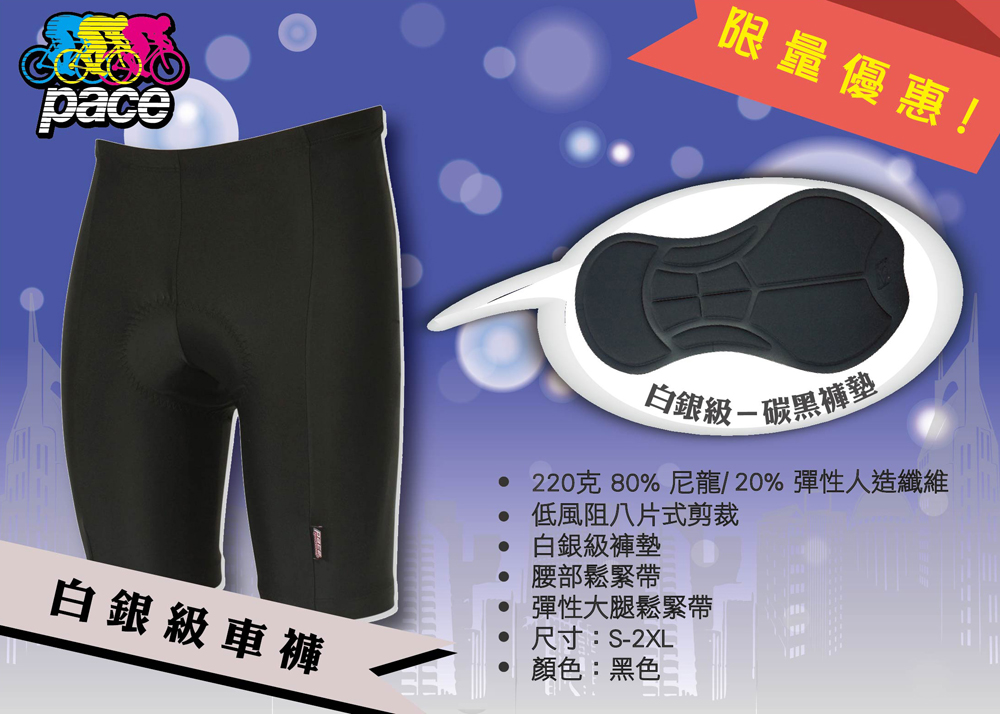 pace
限量優惠!
白銀級－碳黑褲墊
• 220克 80% 尼龍/ 20% 彈性人造纖維
• 低風阻八片式剪裁
• 白銀級褲墊
• 腰部鬆緊帶
• 彈性大腿鬆緊帶
• 尺寸：S-2XL
• 顏色：黑色
白銀級車褲